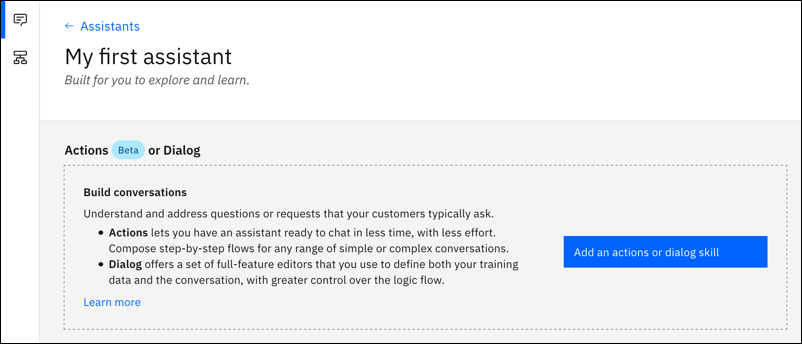 ← Assistants
My first assistant
Built for you to explore and learn.
Actions Beta or Dialog
Build conversations
Understand and address questions or requests that your customers typically ask.
• Actions lets you have an assistant ready to chat in less time, with less effort.
Compose step-by-step flows for any range of simple or complex conversations.
• Dialog offers a set of full-feature editors that you use to define both your training
data and the conversation, with greater control over the logic flow.
Add an actions or dialog skill
Learn more